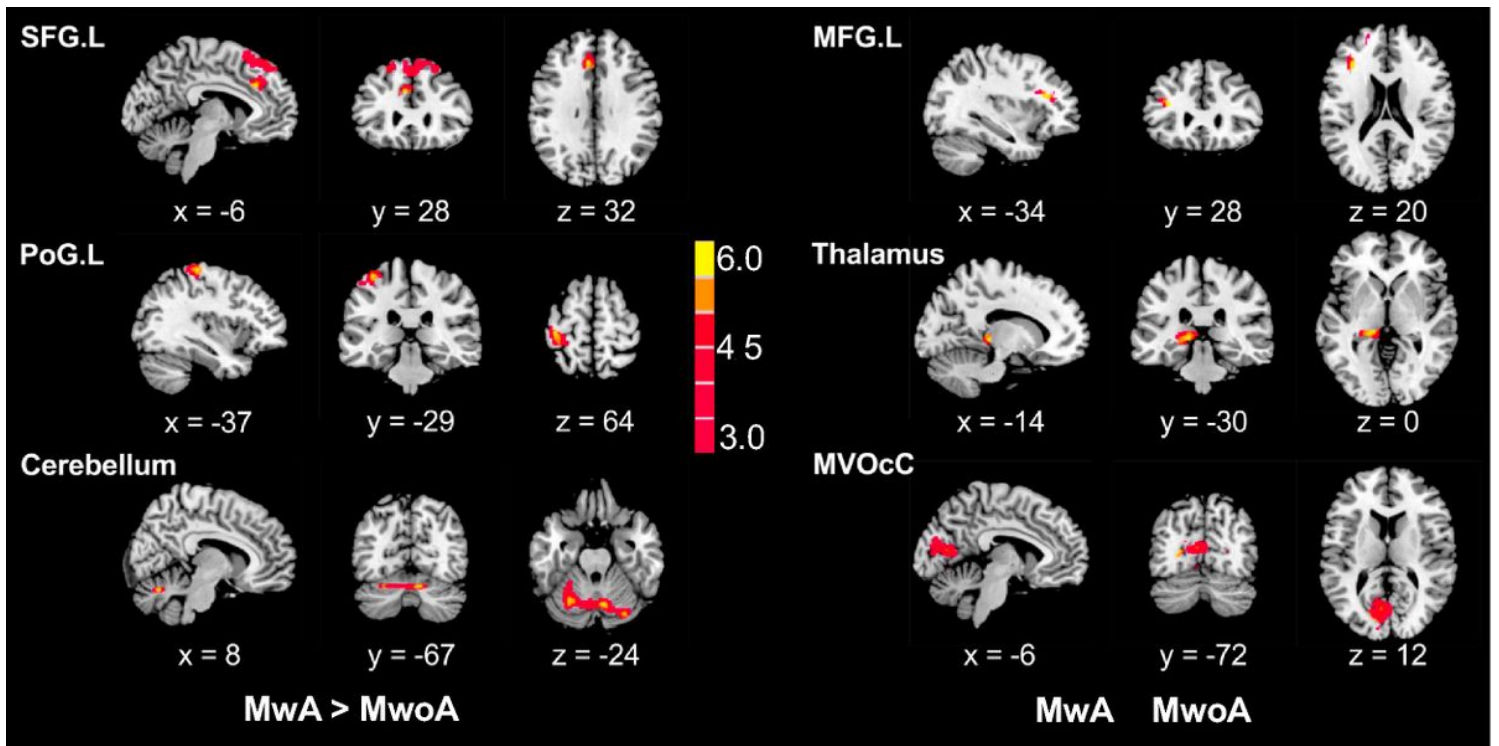 SFG.L
x = -6 y = 28 z = 32
MFG.L
x = -34 y = 28 z = 20
PoG.L
x = -37 y = -29 z = 64
6.0
4 5
3.0
Thalamus
x = -14 y = -30 z = 0
Cerebellum
x = 8 y = -67 z = -24
MVOcC
x = -6 y = -72 z = 12
MwA > MwoA
MwA MwoA